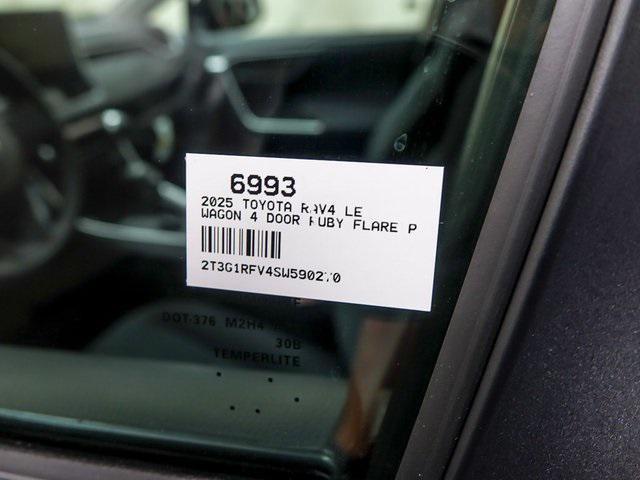 6993
2025 TOYOTA RAV4 LE
WAGON 4 DOOR RUBY FLARE P
DOT-376 M2H4
30B
TEMPERLITE